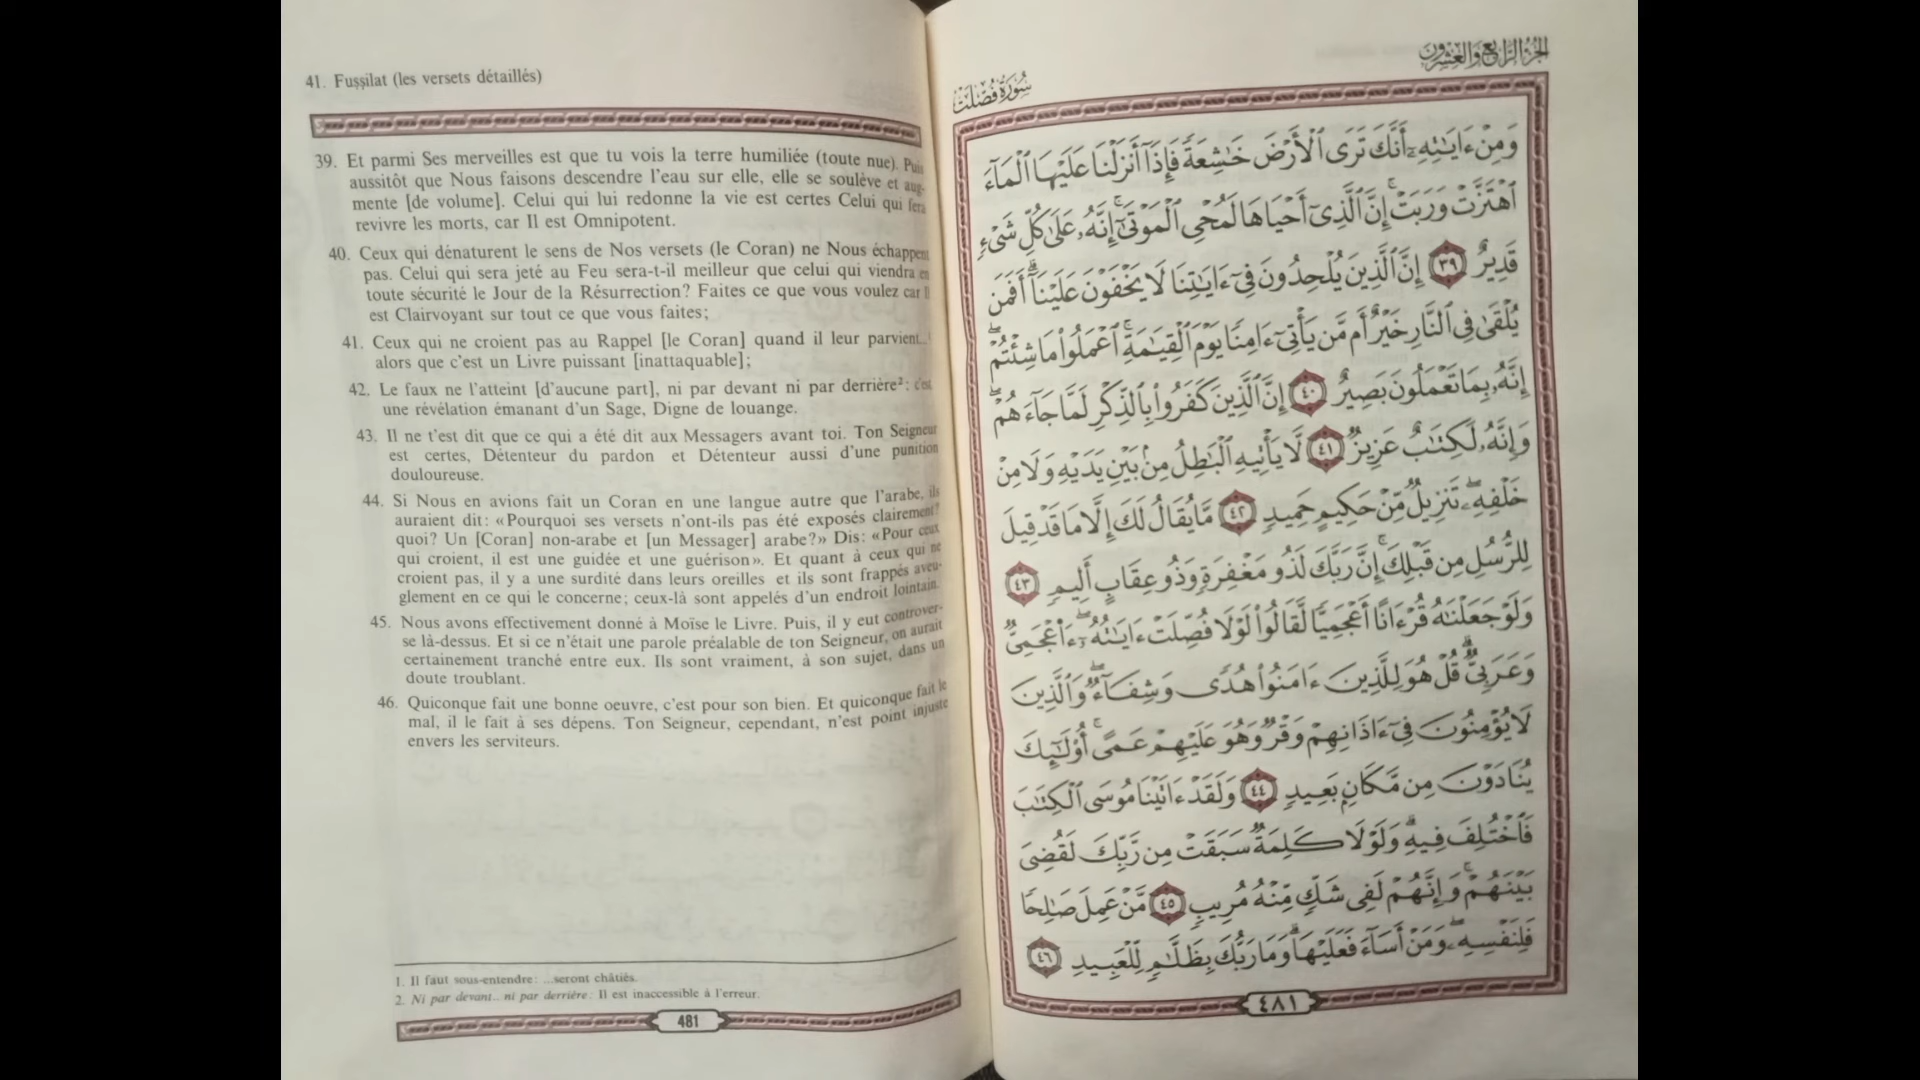 41. Fuṣṣilat (les versets détaillés)
39. Et parmi Ses merveilles est que tu vois la terre humiliée (toute nue). Puis
aussitôt que Nous faisons descendre l'eau sur elle, elle se soulève et aug-
mente [de volume]. Celui qui lui redonne la vie est certes Celui qui fera
revivre les morts, car Il est Omnipotent.
40. Ceux qui dénaturent le sens de Nos versets (le Coran) ne Nous échappent
pas. Celui qui sera jeté au Feu sera-t-il meilleur que celui qui viendra en
toute sécurité le Jour de la Résurrection? Faites ce que vous voulez car Il
est Clairvoyant sur tout ce que vous faites;
41. Ceux qui ne croient pas au Rappel [le Coran] quand il leur parvient...¹
alors que c'est un Livre puissant [inattaquable];
42. Le faux ne l'atteint [d'aucune part], ni par devant ni par derrière²: c'est
une révélation émanant d'un Sage, Digne de louange.
43. Il ne t'est dit que ce qui a été dit aux Messagers avant toi. Ton Seigneur
est certes, Détenteur du pardon et Détenteur aussi d'une punition
douloureuse.
44. Si Nous en avions fait un Coran en une langue autre que l'arabe, ils
auraient dit: «Pourquoi ses versets n'ont-ils pas été exposés clairement?
quoi? Un [Coran] non-arabe et [un Messager] arabe?» Dis: «Pour ceux
qui croient, il est une guidée et une guérison». Et quant à ceux qui ne
croient pas, il y a une surdité dans leurs oreilles et ils sont frappés aveu-
glement en ce qui le concerne; ceux-là sont appelés d'un endroit lointain.
45. Nous avons effectivement donné à Moïse le Livre. Puis, il y eut controver-
se là-dessus. Et si ce n'était une parole préalable de ton Seigneur, on aurait
certainement tranché entre eux. Ils sont vraiment, à son sujet, dans un
doute troublant.
46. Quiconque fait une bonne oeuvre, c'est pour son bien. Et quiconque fait le
mal, il le fait à ses dépens. Ton Seigneur, cependant, n'est point injuste
envers les serviteurs.
1. Il faut sous-entendre: ...seront châtiés.
2. Ni par devant.. ni par derrière: Il est inaccessible à l'erreur.
481
الجزء الرابع والعشرون
سورة فصلت
وَمِنْ ءَايَٰتِهِۦٓ أَنَّكَ تَرَى ٱلْأَرْضَ خَٰشِعَةً فَإِذَآ أَنزَلْنَا عَلَيْهَا ٱلْمَآءَ
ٱهْتَزَّتْ وَرَبَتْ ۚ إِنَّ ٱلَّذِىٓ أَحْيَاهَا لَمُحْىِ ٱلْمَوْتَىٰٓ ۚ إِنَّهُۥ عَلَىٰ كُلِّ شَىْءٍ
قَدِيرٌ ٣٩ إِنَّ ٱلَّذِينَ يُلْحِدُونَ فِىٓ ءَايَٰتِنَا لَا يَخْفَوْنَ عَلَيْنَآ ۗ أَفَمَن
يُلْقَىٰ فِى ٱلنَّارِ خَيْرٌ أَم مَّن يَأْتِىٓ ءَامِنًا يَوْمَ ٱلْقِيَٰمَةِ ۚ ٱعْمَلُوا۟ مَا شِئْتُمْ ۖ
إِنَّهُۥ بِمَا تَعْمَلُونَ بَصِيرٌ ٤٠ إِنَّ ٱلَّذِينَ كَفَرُوا۟ بِٱلذِّكْرِ لَمَّا جَآءَهُمْ ۖ
وَإِنَّهُۥ لَكِتَٰبٌ عَزِيزٌ ٤١ لَّا يَأْتِيهِ ٱلْبَٰطِلُ مِنۢ بَيْنِ يَدَيْهِ وَلَا مِنْ
خَلْفِهِۦ ۖ تَنزِيلٌ مِّنْ حَكِيمٍ حَمِيدٍ ٤٢ مَّا يُقَالُ لَكَ إِلَّا مَا قَدْ قِيلَ
لِلرُّسُلِ مِن قَبْلِكَ ۚ إِنَّ رَبَّكَ لَذُو مَغْفِرَةٍ وَذُو عِقَابٍ أَلِيمٍ ٤٣
وَلَوْ جَعَلْنَٰهُ قُرْءَانًا أَعْجَمِيًّا لَّقَالُوا۟ لَوْلَا فُصِّلَتْ ءَايَٰتُهُۥٓ ۖ ءَا۬عْجَمِىٌّ
وَعَرَبِىٌّ ۗ قُلْ هُوَ لِلَّذِينَ ءَامَنُوا۟ هُدًى وَشِفَآءٌ ۖ وَٱلَّذِينَ
لَا يُؤْمِنُونَ فِىٓ ءَاذَانِهِمْ وَقْرٌ وَهُوَ عَلَيْهِمْ عَمًى ۚ أُو۟لَٰٓئِكَ
يُنَادَوْنَ مِن مَّكَانٍۭ بَعِيدٍ ٤٤ وَلَقَدْ ءَاتَيْنَا مُوسَى ٱلْكِتَٰبَ
فَٱخْتُلِفَ فِيهِ ۗ وَلَوْلَا كَلِمَةٌ سَبَقَتْ مِن رَّبِّكَ لَقُضِىَ
بَيْنَهُمْ ۚ وَإِنَّهُمْ لَفِى شَكٍّ مِّنْهُ مُرِيبٍ ٤٥ مَّنْ عَمِلَ صَٰلِحًا
فَلِنَفْسِهِۦ ۖ وَمَنْ أَسَآءَ فَعَلَيْهَا ۗ وَمَا رَبُّكَ بِظَلَّٰمٍ لِّلْعَبِيدِ ٤٦
٤٨١